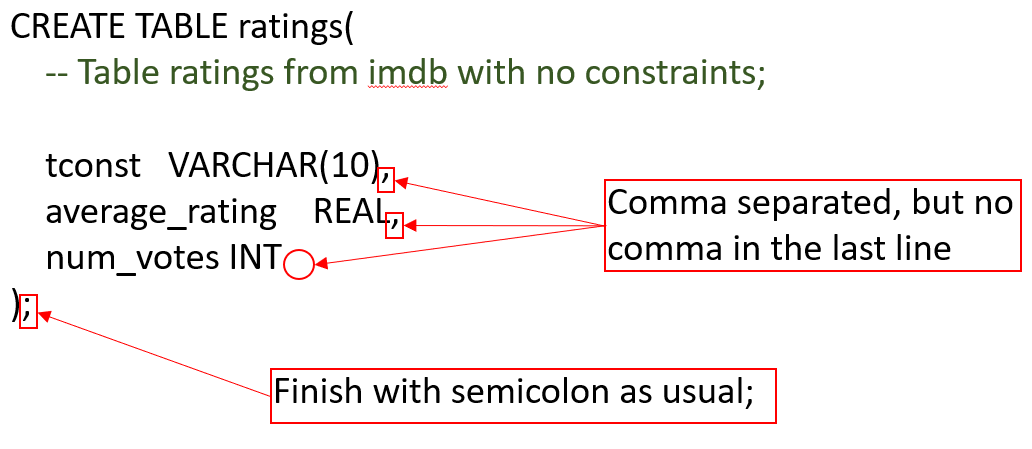 CREATE TABLE ratings(
-- Table ratings from imdb with no constraints;
tconst VARCHAR(10),
average_rating REAL,
num_votes INT
);
Comma separated, but no
comma in the last line
Finish with semicolon as usual;